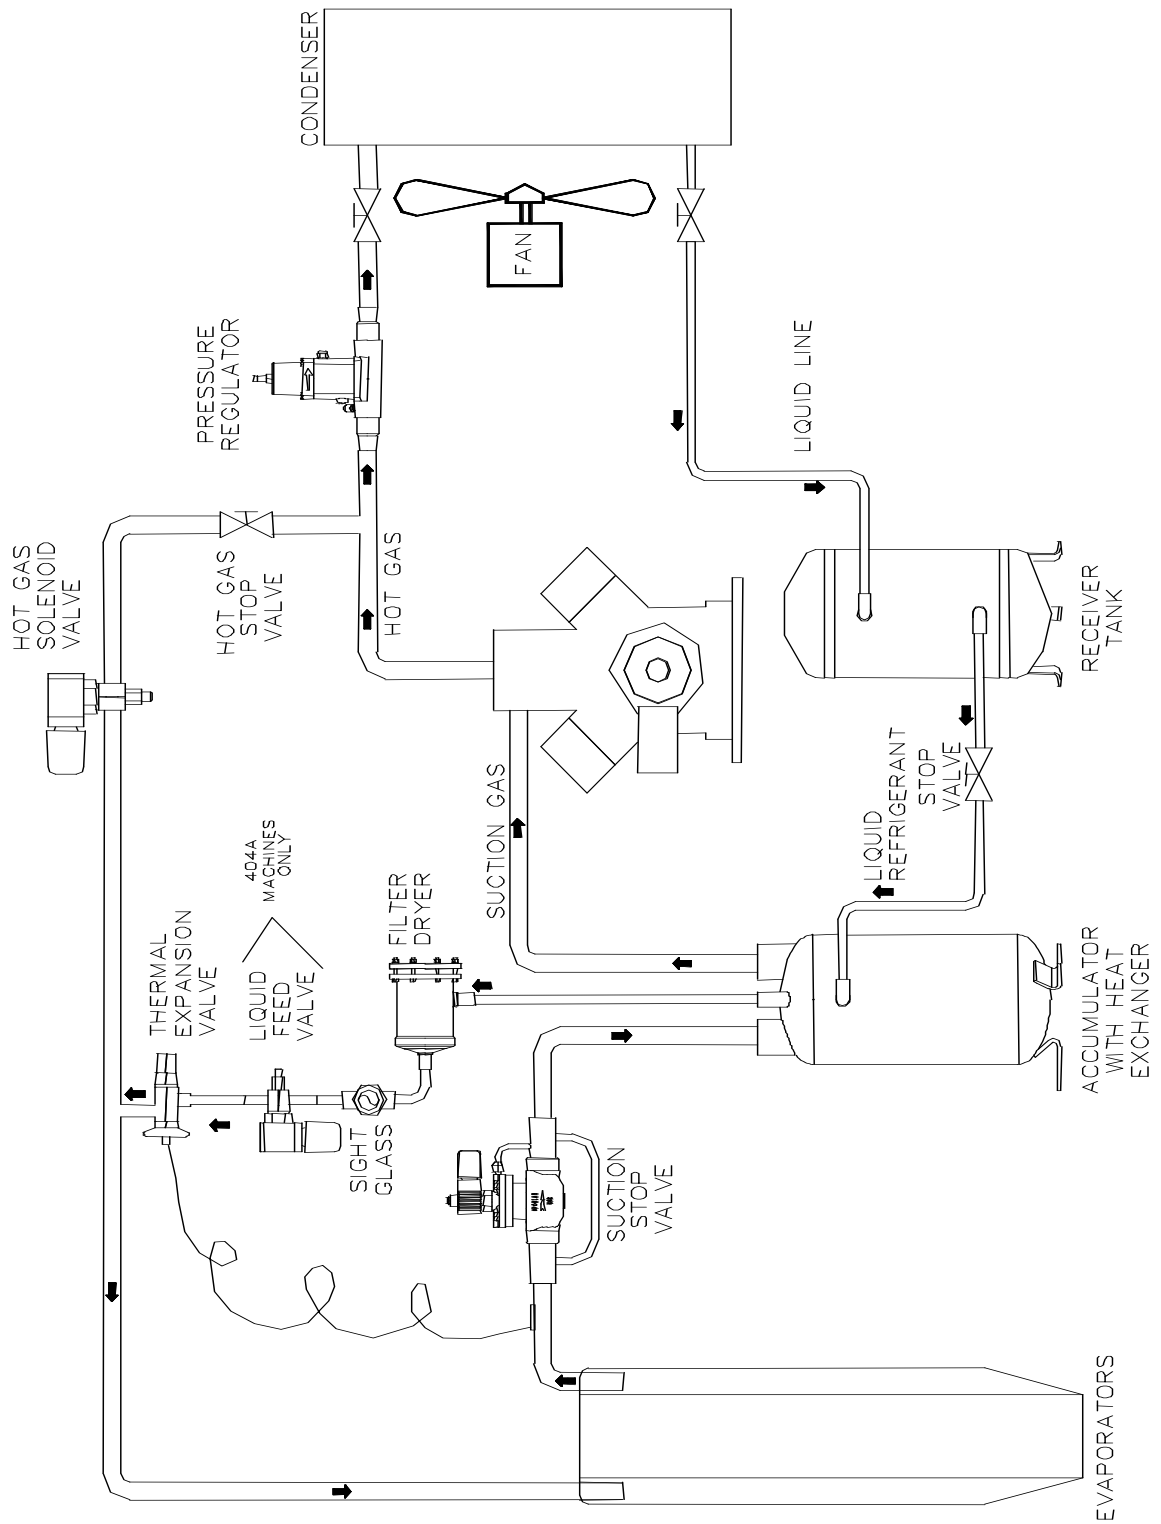 CONDENSER
FAN
PRESSURE
REGULATOR
LIQUID LINE
HOT GAS
SOLENOID
VALVE
HOT GAS
STOP
VALVE
HOT GAS
RECEIVER
TANK
SUCTION GAS
LIQUID
REFRIGERANT
STOP
VALVE
404A
MACHINES
ONLY
THERMAL
EXPANSION
VALVE
LIQUID
FEED
VALVE
FILTER
DRYER
ACCUMULATOR
WITH HEAT
EXCHANGER
SIGHT
GLASS
SUCTION
STOP
VALVE
EVAPORATORS